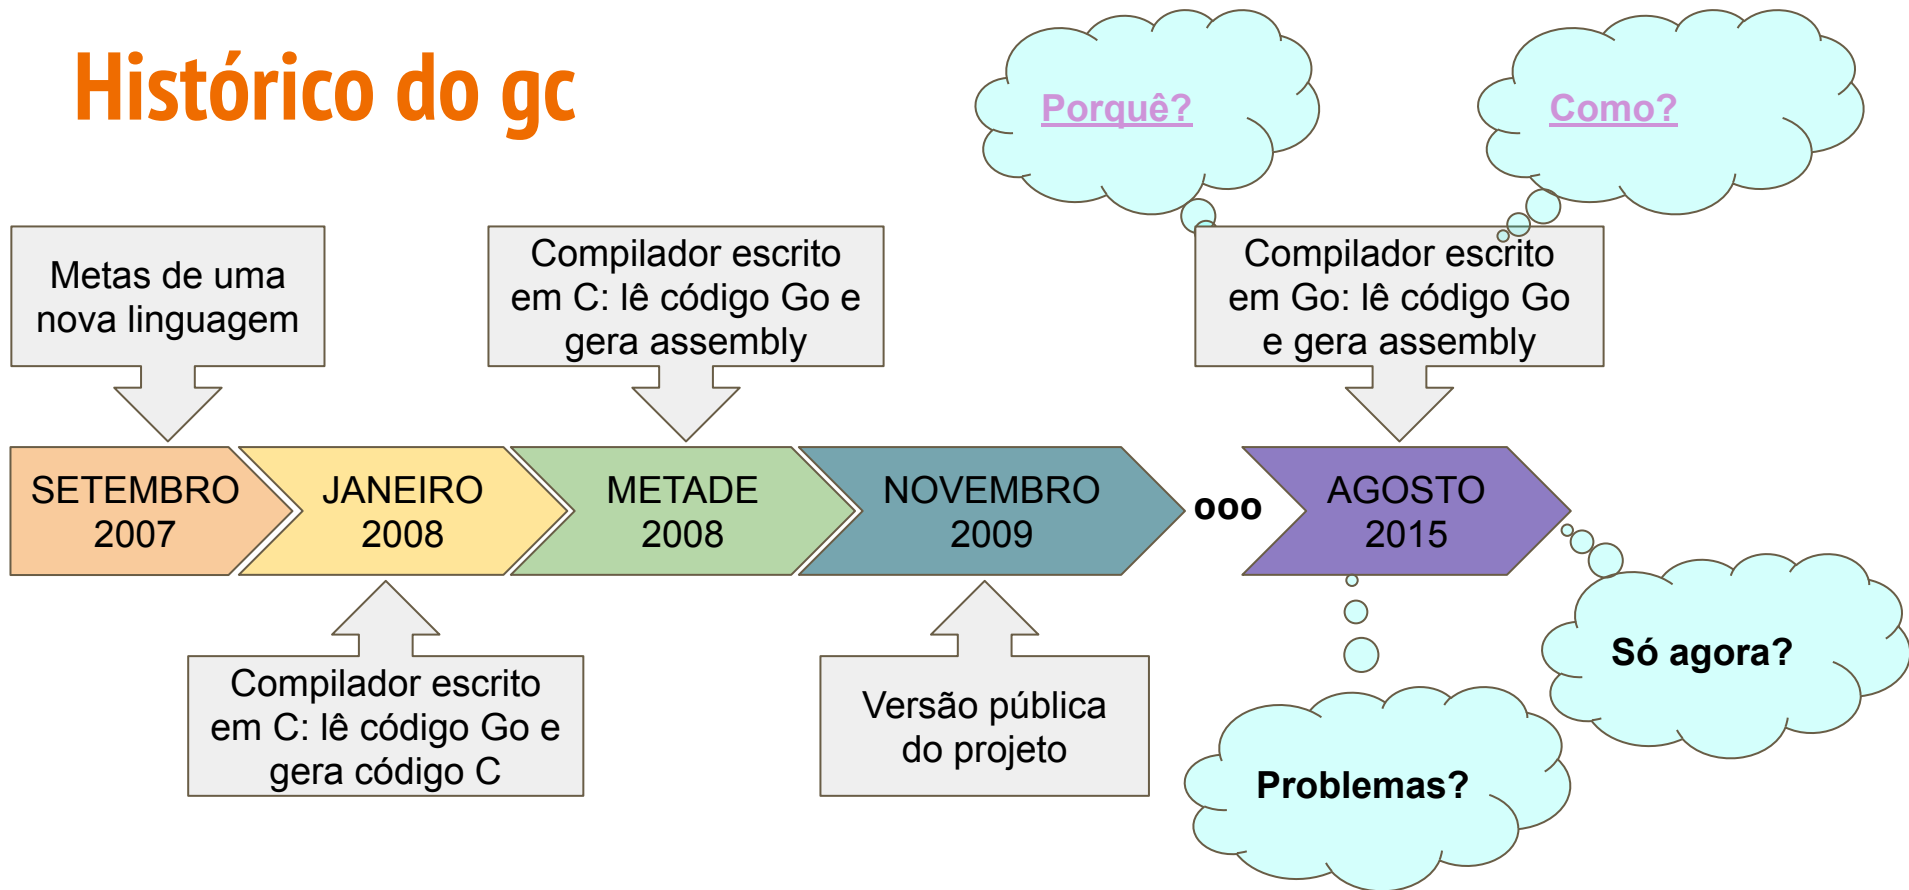 Histórico do gc
Porquê?
Como?
Metas de uma
nova linguagem
Compilador escrito
em C: lê código Go e
gera assembly
Compilador escrito
em Go: lê código Go
e gera assembly
SETEMBRO
2007
JANEIRO
2008
METADE
2008
NOVEMBRO
2009
ooo
AGOSTO
2015
Compilador escrito
em C: lê código Go e
gera código C
Versão pública
do projeto
Só agora?
Problemas?